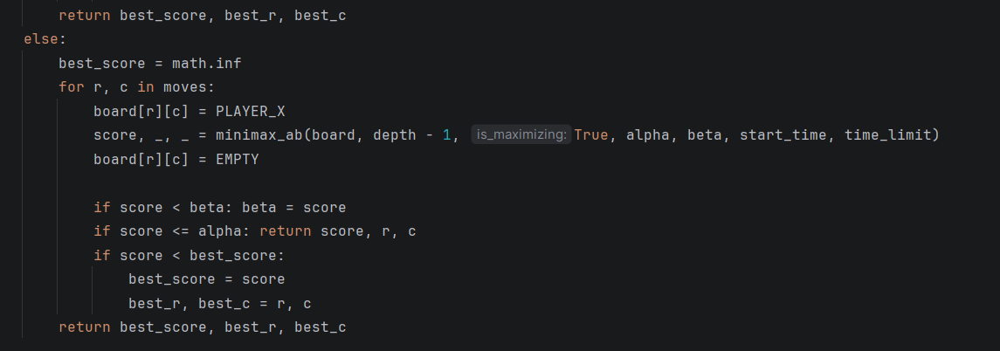 return best_score, best_r, best_c
else:
best_score = math.inf
for r, c in moves:
board[r][c] = PLAYER_X
score, _, _ = minimax_ab(board, depth - 1, is_maximizing: True, alpha, beta, start_time, time_limit)
board[r][c] = EMPTY
if score < beta: beta = score
if score <= alpha: return score, r, c
if score < best_score:
best_score = score
best_r, best_c = r, c
return best_score, best_r, best_c